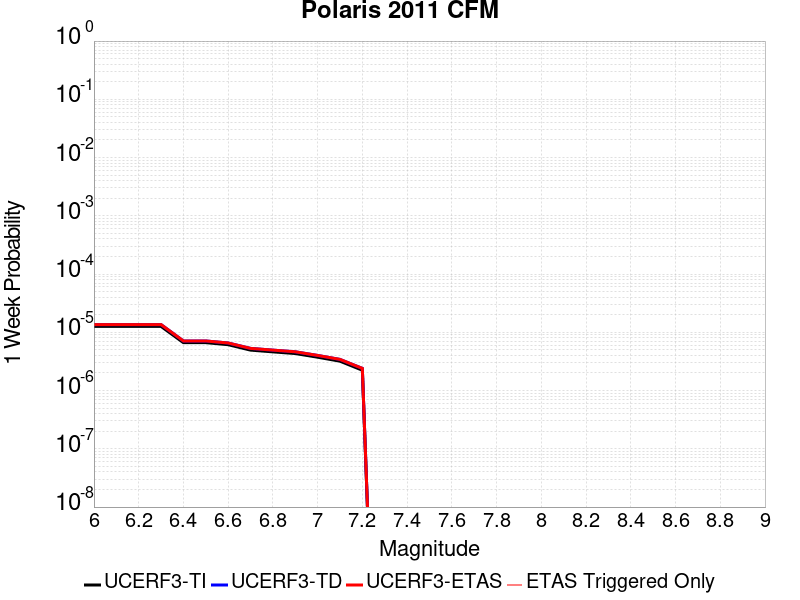 Polaris 2011 CFM
10 0
10 -1
10 -2
10 -3
10 -4
10 -5
10 -6
10 -7
10 -8
1 Week Probability
6 6.2 6.4 6.6 6.8 7 7.2 7.4 7.6 7.8 8 8.2 8.4 8.6 8.8 9
Magnitude
UCERF3-TI UCERF3-TD UCERF3-ETAS ETAS Triggered Only